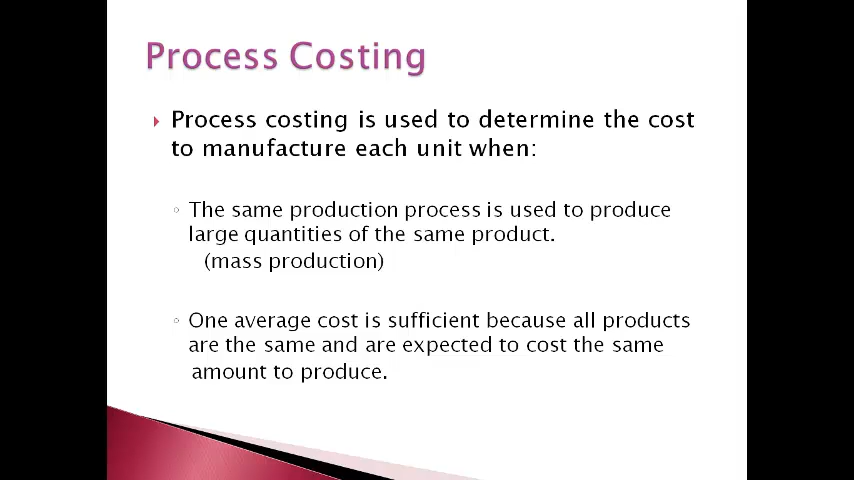 Process Costing
Process costing is used to determine the cost
to manufacture each unit when:
The same production process is used to produce
large quantities of the same product.
(mass production)
One average cost is sufficient because all products
are the same and are expected to cost the same
amount to produce.